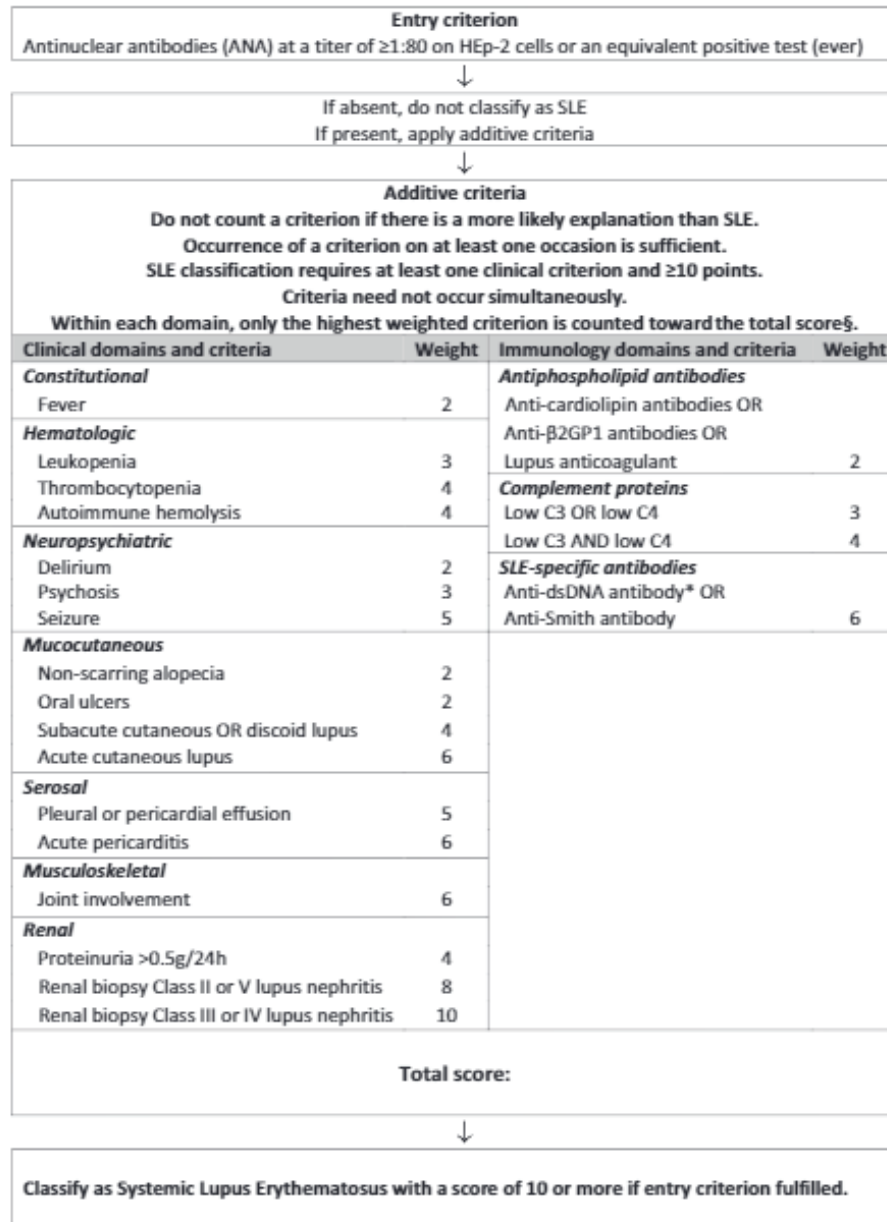 Entry criterion
Antinuclear antibodies (ANA) at a titer of ≥1:80 on HEp-2 cells or an equivalent positive test (ever)
↓
If absent, do not classify as SLE
If present, apply additive criteria
↓
Additive criteria
Do not count a criterion if there is a more likely explanation than SLE.
Occurrence of a criterion on at least one occasion is sufficient.
SLE classification requires at least one clinical criterion and ≥10 points.
Criteria need not occur simultaneously.
Within each domain, only the highest weighted criterion is counted toward the total score§.
Clinical domains and criteria Weight Immunology domains and criteria Weight
Constitutional Antiphospholipid antibodies
Fever 2 Anti-cardiolipin antibodies OR
Hematologic Anti-β2GP1 antibodies OR
Leukopenia 3 Lupus anticoagulant 2
Thrombocytopenia 4 Complement proteins
Autoimmune hemolysis 4 Low C3 OR low C4 3
Neuropsychiatric Low C3 AND low C4 4
Delirium 2 SLE-specific antibodies
Psychosis 3 Anti-dsDNA antibody* OR
Seizure 5 Anti-Smith antibody 6
Mucocutaneous
Non-scarring alopecia 2
Oral ulcers 2
Subacute cutaneous OR discoid lupus 4
Acute cutaneous lupus 6
Serosal
Pleural or pericardial effusion 5
Acute pericarditis 6
Musculoskeletal
Joint involvement 6
Renal
Proteinuria >0.5g/24h 4
Renal biopsy Class II or V lupus nephritis 8
Renal biopsy Class III or IV lupus nephritis 10
Total score:
↓
Classify as Systemic Lupus Erythematosus with a score of 10 or more if entry criterion fulfilled.